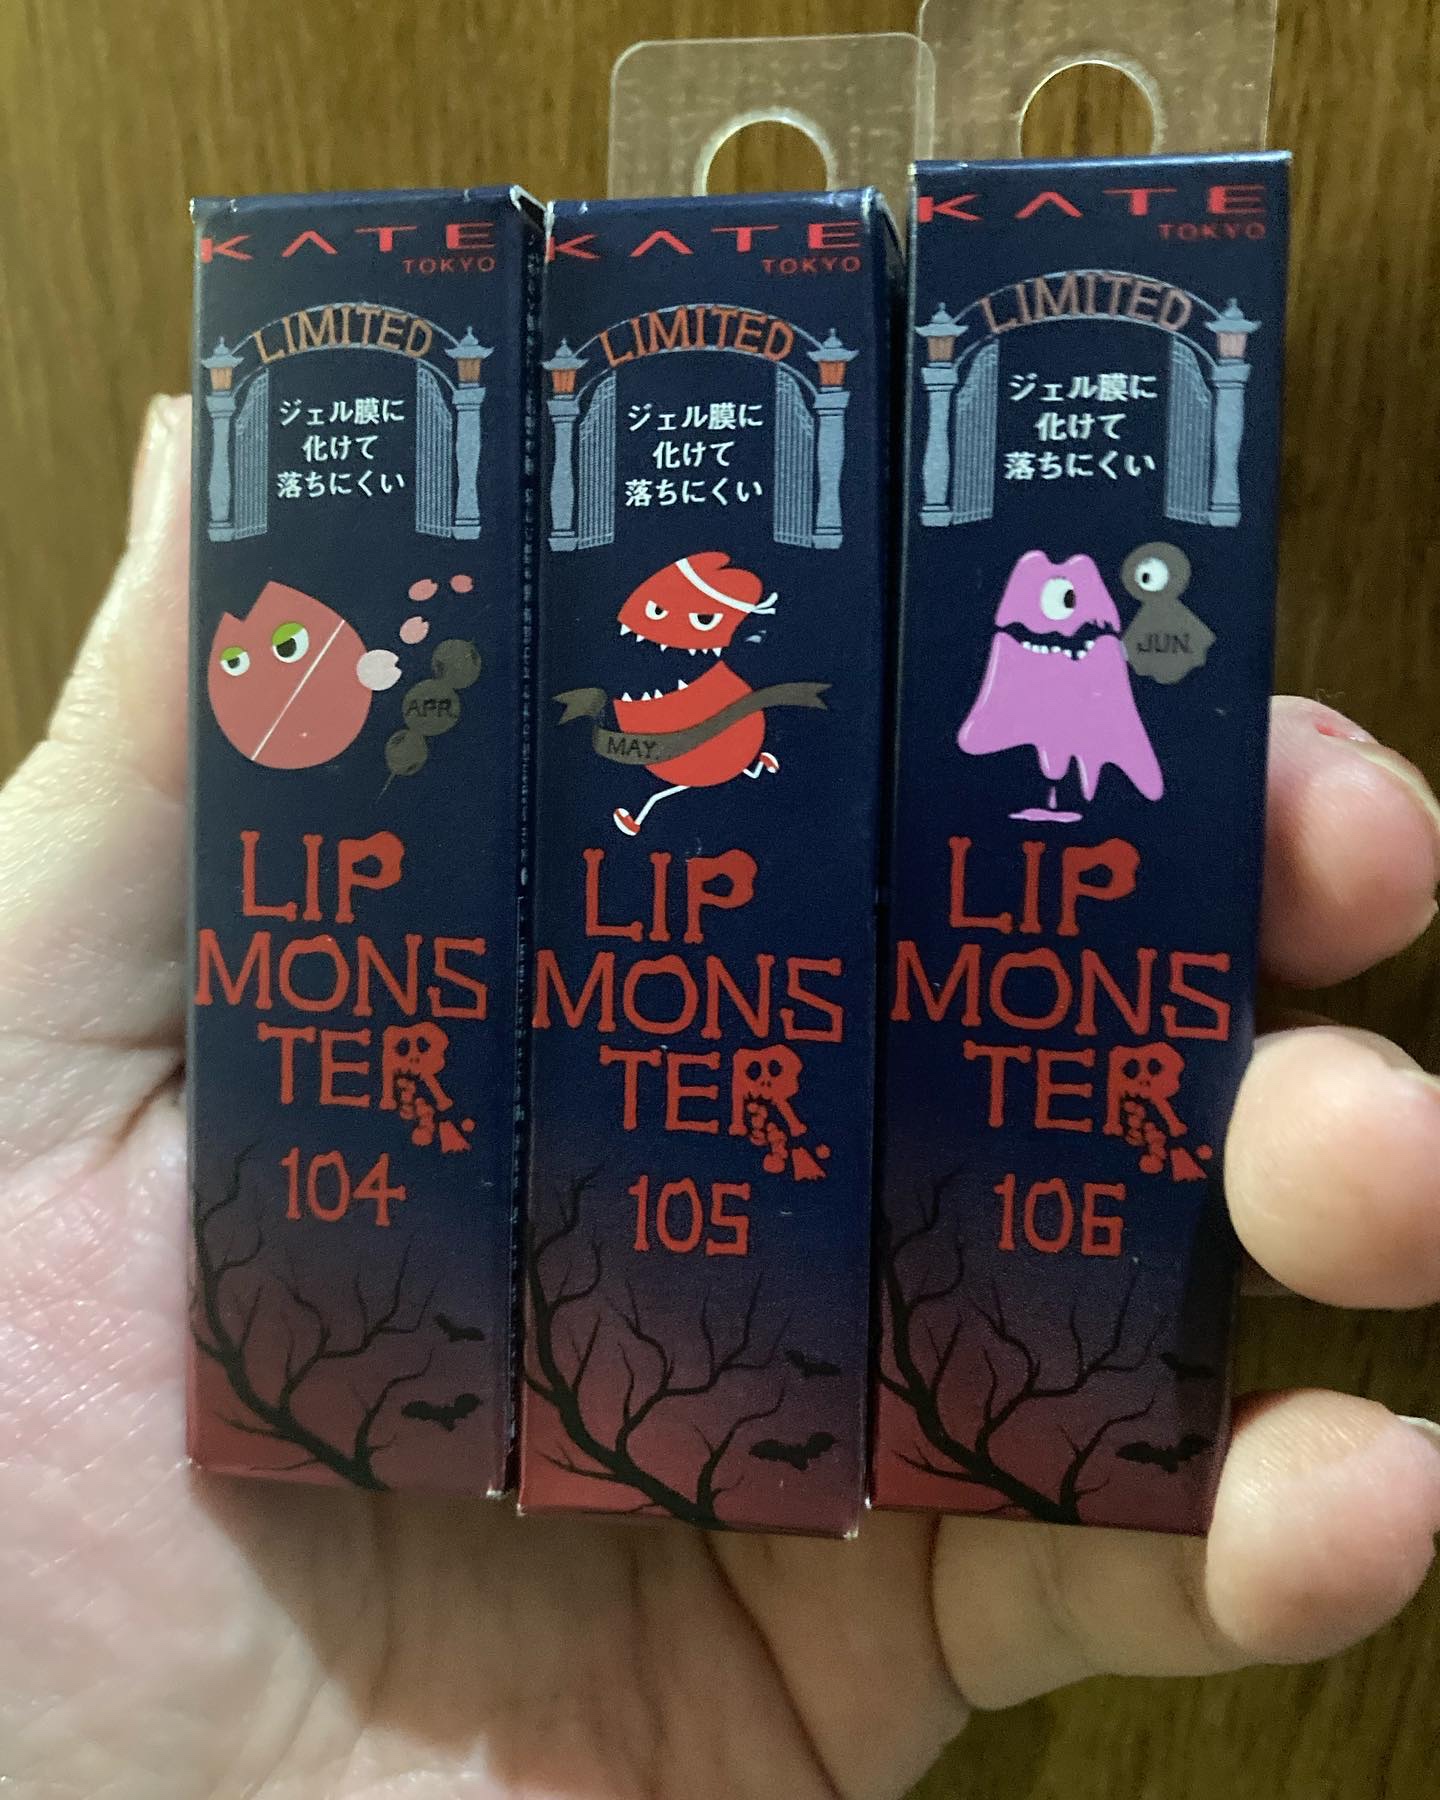 KATE
TOKYO
LIMITED
ジェル膜に
化けて
落ちにくい
APR.
LIP
MONS
TER
104
KATE
TOKYO
LIMITED
ジェル膜に
化けて
落ちにくい
MAY.
LIP
MONS
TER
105
KATE
TOKYO
LIMITED
ジェル膜に
化けて
落ちにくい
JUN.
LIP
MONS
TER
106